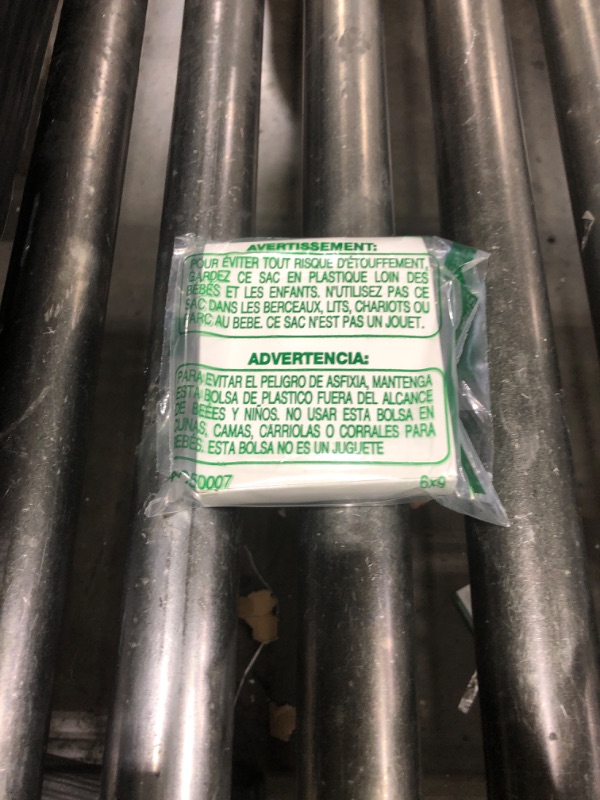 AVERTISSEMENT:
POUR ÉVITER TOUT RISQUE D'ÉTOUFFEMENT,
GARDEZ CE SAC EN PLASTIQUE LOIN DES
BÉBÉS ET LES ENFANTS. N'UTILISEZ PAS CE
SAC DANS LES BERCEAUX, LITS, CHARIOTS OU
PARC AU BEBE. CE SAC N'EST PAS UN JOUET.
ADVERTENCIA:
PARA EVITAR EL PELIGRO DE ASFIXIA, MANTENGA
ESTA BOLSA DE PLASTICO FUERA DEL ALCANCE
DE BEBES Y NIÑOS. NO USAR ESTA BOLSA EN
CUNAS, CAMAS, CARRIOLAS O CORRALES PARA
BEBÉS. ESTA BOLSA NO ES UN JUGUETE
6x9